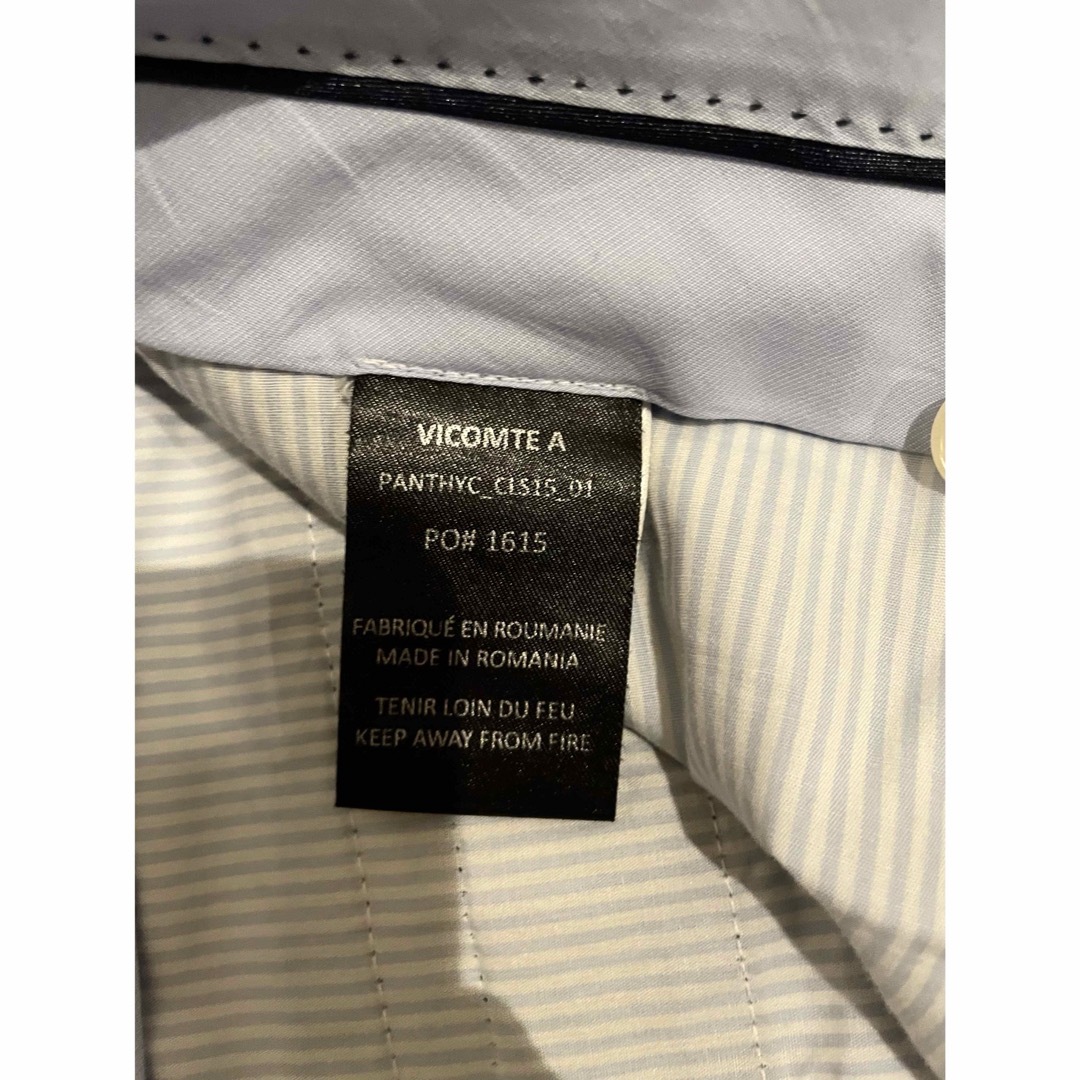 VICOMTE A
PANTHYC_CLS15_01
PO# 1615
FABRIQUÉ EN ROUMANIE
MADE IN ROMANIA
TENIR LOIN DU FEU
KEEP AWAY FROM FIRE